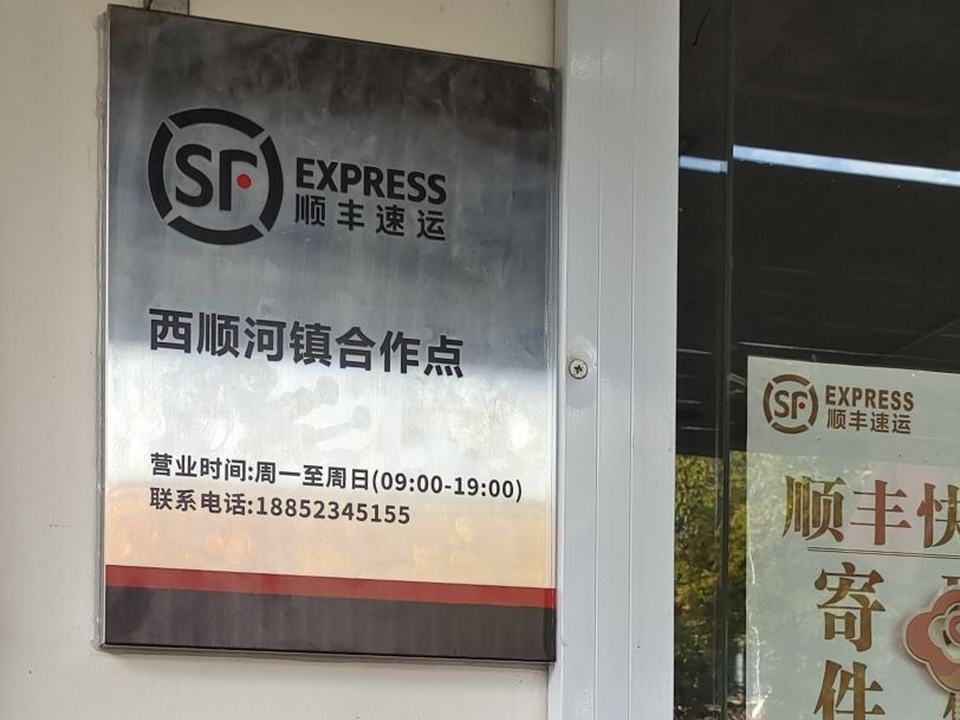 SF EXPRESS
顺丰速运
西顺河镇合作点
营业时间:周一至周日(09:00-19:00)
联系电话:18852345155
SF EXPRESS
顺丰速运
顺丰快
寄
件